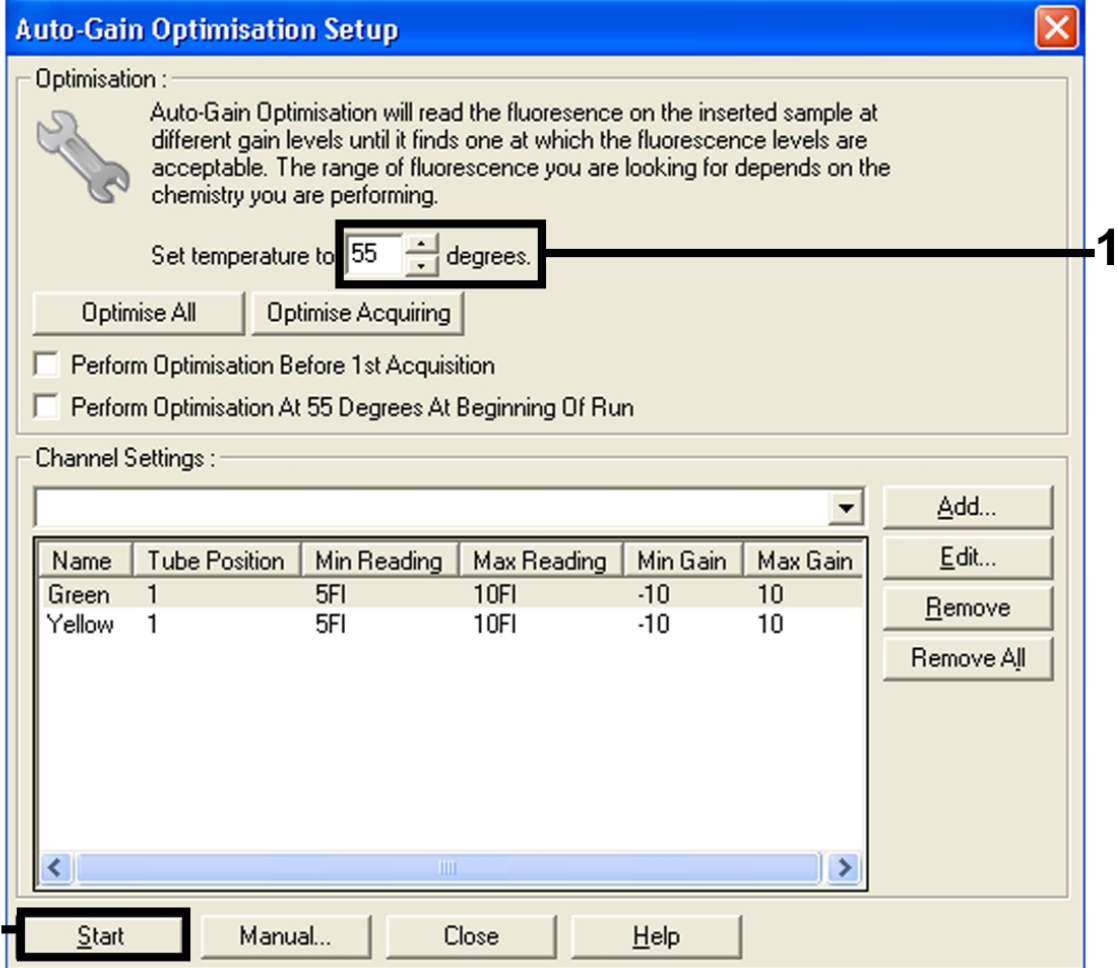 Auto-Gain Optimisation Setup
Optimisation :
Auto-Gain Optimisation will read the fluoresence on the inserted sample at
different gain levels until it finds one at which the fluorescence levels are
acceptable. The range of fluorescence you are looking for depends on the
chemistry you are performing.
Set temperature to 55 degrees.
1
Optimise All Optimise Acquiring
Perform Optimisation Before 1st Acquisition
Perform Optimisation At 55 Degrees At Beginning Of Run
Channel Settings :
Add...
Name Tube Position Min Reading Max Reading Min Gain Max Gain
Edit...
Green 1 5Fl 10Fl -10 10
Remove
Yellow 1 5Fl 10Fl -10 10
Remove All
Start Manual... Close Help